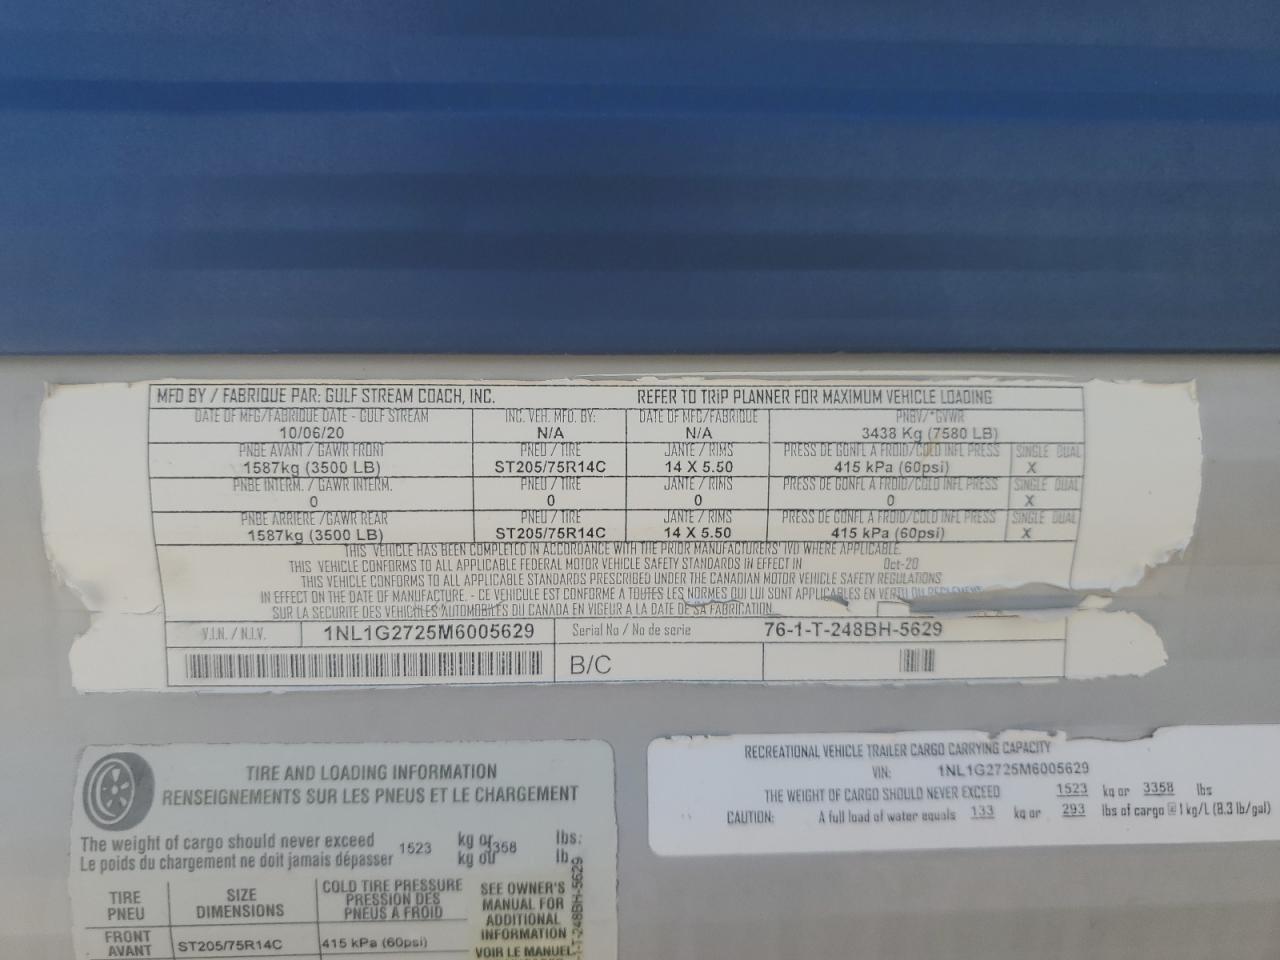 MFD BY / FABRIQUE PAR: GULF STREAM COACH, INC. REFER TO TRIP PLANNER FOR MAXIMUM VEHICLE LOADING
DATE OF MFG/FABRIQUE DATE - GULF STREAM INC. VEH. MFD. BY: DATE OF MFG/FABRIQUE PNBV/*GVWR
10/06/20 N/A N/A 3438 Kg (7580 LB)
PNBE AVANT / GAWR FRONT PNEU / TIRE JANTE / RIMS PRESS DE GONFL A FROID/COLD INFL PRESS SINGLE DUAL
1587kg (3500 LB) ST205/75R14C 14 X 5.50 415 kPa (60psi) X
PNBE INTERM. / GAWR INTERM. PNEU / TIRE JANTE / RIMS PRESS DE GONFL A FROID/COLD INFL PRESS SINGLE DUAL
0 0 0 0 X
PNBE ARRIERE /GAWR REAR PNEU / TIRE JANTE / RIMS PRESS DE GONFL A FROID/COLD INFL PRESS SINGLE DUAL
1587kg (3500 LB) ST205/75R14C 14 X 5.50 415 kPa (60psi) X
THIS VEHICLE HAS BEEN COMPLETED IN ACCORDANCE WITH THE PRIOR MANUFACTURERS' IVD WHERE APPLICABLE.
THIS VEHICLE CONFORMS TO ALL APPLICABLE FEDERAL MOTOR VEHICLE SAFETY STANDARDS IN EFFECT IN Oct-20
THIS VEHICLE CONFORMS TO ALL APPLICABLE STANDARDS PRESCRIBED UNDER THE CANADIAN MOTOR VEHICLE SAFETY REGULATIONS
IN EFFECT ON THE DATE OF MANUFACTURE. - CE VEHICULE EST CONFORME A TOUTES LES NORMES QUI LUI SONT APPLICABLES EN VERTU DU REGLEMENT
SUR LA SECURITE DES VEHICULES AUTOMOBILES DU CANADA EN VIGEUR A LA DATE DE SA FABRICATION.
V.I.N. / N.I.V. 1NL1G2725M6005629 Serial No / No de serie 76-1-T-248BH-5629
B/C
TIRE AND LOADING INFORMATION
RENSEIGNEMENTS SUR LES PNEUS ET LE CHARGEMENT
The weight of cargo should never exceed 1523 kg or 3358 lbs:
Le poids du chargement ne doit jamais dépasser kg ou lb
TIRE SIZE COLD TIRE PRESSURE
PNEU DIMENSIONS PRESSION DES
PNEUS A FROID
FRONT ST205/75R14C 415 kPa (60psi)
AVANT
SEE OWNER'S
MANUAL FOR
ADDITIONAL
INFORMATION
VOIR LE MANUEL
-1-T-248BH-5629
RECREATIONAL VEHICLE TRAILER CARGO CARRYING CAPACITY
VIN: 1NL1G2725M6005629
THE WEIGHT OF CARGO SHOULD NEVER EXCEED 1523 kg or 3358 lbs
CAUTION: A full load of water equals 133 kg or 293 lbs of cargo @ 1 kg/L (8.3 lb/gal)